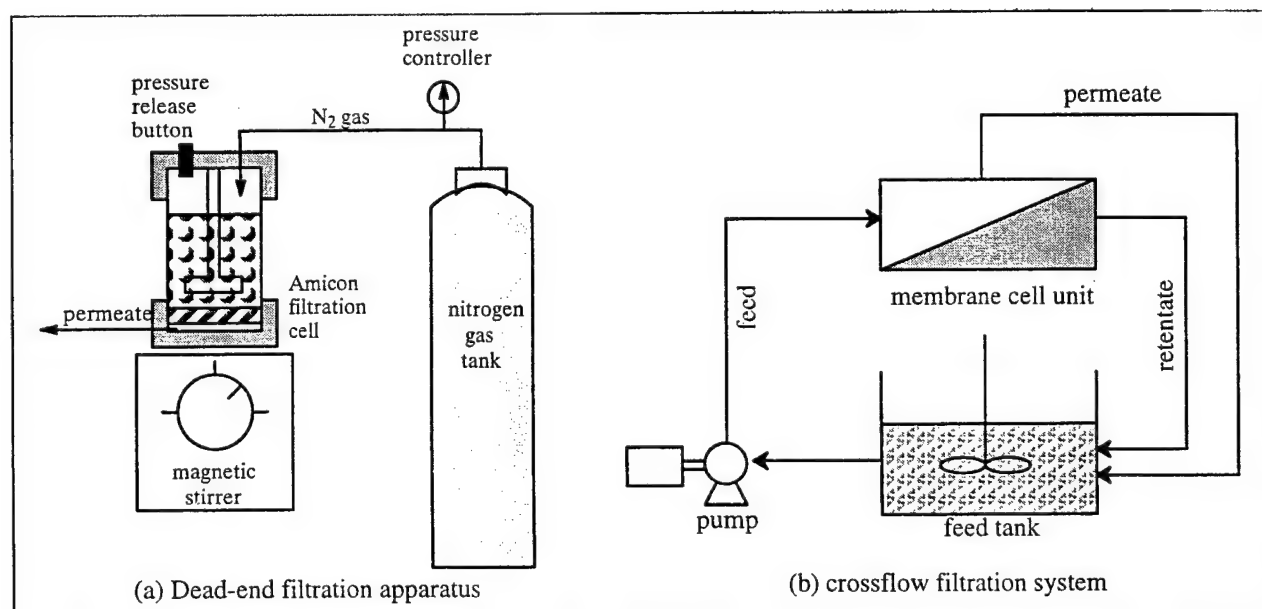 pressure
controller
pressure
release
button
N₂ gas
permeate
Amicon
filtration
cell
permeate
nitrogen
gas
tank
magnetic
stirrer
(a) Dead-end filtration apparatus
feed
membrane cell unit
retentate
pump
feed tank
(b) crossflow filtration system